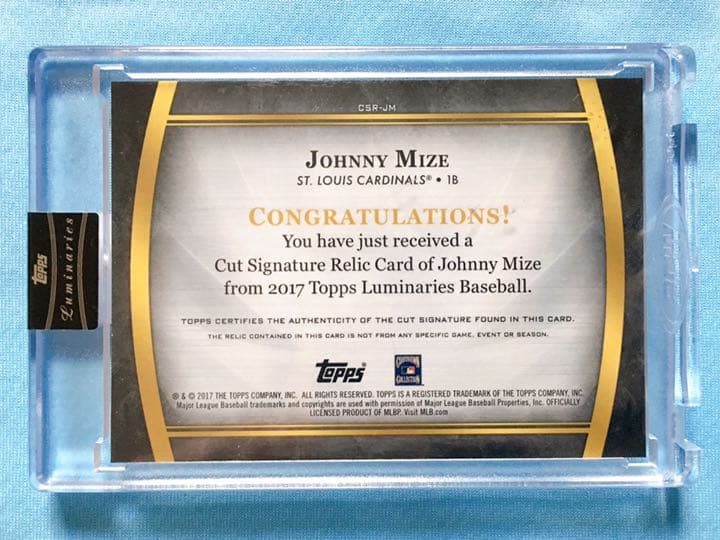 CSR-JM
JOHNNY MIZE
ST. LOUIS CARDINALS® • 1B
CONGRATULATIONS!
You have just received a
Cut Signature Relic Card of Johnny Mize
from 2017 Topps Luminaries Baseball.
TOPPS CERTIFIES THE AUTHENTICITY OF THE CUT SIGNATURE FOUND IN THIS CARD.
THE RELIC CONTAINED IN THIS CARD IS NOT FROM ANY SPECIFIC GAME, EVENT OR SEASON.
topps®
COOPERSTOWN
COLLECTION
® & © 2017 THE TOPPS COMPANY, INC. ALL RIGHTS RESERVED. TOPPS IS A REGISTERED TRADEMARK OF THE TOPPS COMPANY, INC.
Major League Baseball trademarks and copyrights are used with permission of Major League Baseball Properties, Inc. OFFICIALLY
LICENSED PRODUCT OF MLBP. Visit MLB.com
topps
Luminaries